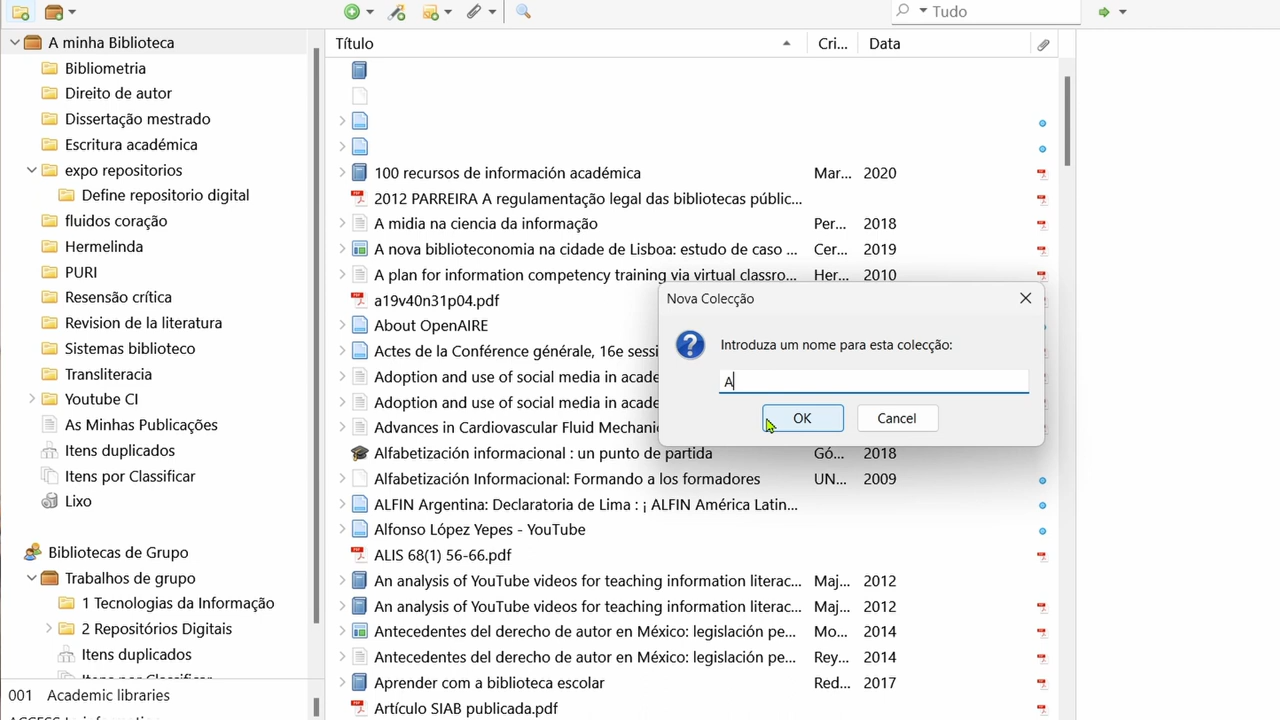 Tudo
A minha Biblioteca
Bibliometria
Direito de autor
Dissertação mestrado
Escritura académica
expo repositorios
Define repositorio digital
fluidos coração
Hermelinda
PURI
Resensão crítica
Revision de la literatura
Sistemas biblioteco
Transliteracia
Youtube CI
As Minhas Publicações
Itens duplicados
Itens por Classificar
Lixo
Bibliotecas de Grupo
Trabalhos de grupo
1 Tecnologias da Informação
2 Repositórios Digitais
Itens duplicados
Itens por Classificar
001 Academic libraries
ACCESS to information
Título Cri... Data
100 recursos de información académica Mar... 2020
2012 PARREIRA A regulamentação legal das bibliotecas públic...
A midia na ciencia da informação Per... 2018
A nova biblioteconomia na cidade de Lisboa: estudo de caso ... Cer... 2019
A plan for information competency training via virtual classro... Her... 2010
a19v40n31p04.pdf
About OpenAIRE
Actes de la Conférence générale, 16e sessi
Adoption and use of social media in acade
Adoption and use of social media in acade
Advances in Cardiovascular Fluid Mechani
Alfabetización informacional : un punto de partida Gó... 2018
Alfabetización Informacional: Formando a los formadores UN... 2009
ALFIN Argentina: Declaratoria de Lima : ¡ ALFIN América Latin...
Alfonso López Yepes - YouTube
ALIS 68(1) 56-66.pdf
An analysis of YouTube videos for teaching information literac... Maj... 2012
An analysis of YouTube videos for teaching information literac... Maj... 2012
Antecedentes del derecho de autor en México: legislación pe... Mo... 2014
Antecedentes del derecho de autor en México: legislación pe... Rey... 2014
Aprender com a biblioteca escolar Red... 2017
Artículo SIAB publicada.pdf
Nova Colecção
Introduza um nome para esta colecção:
A
OK Cancel